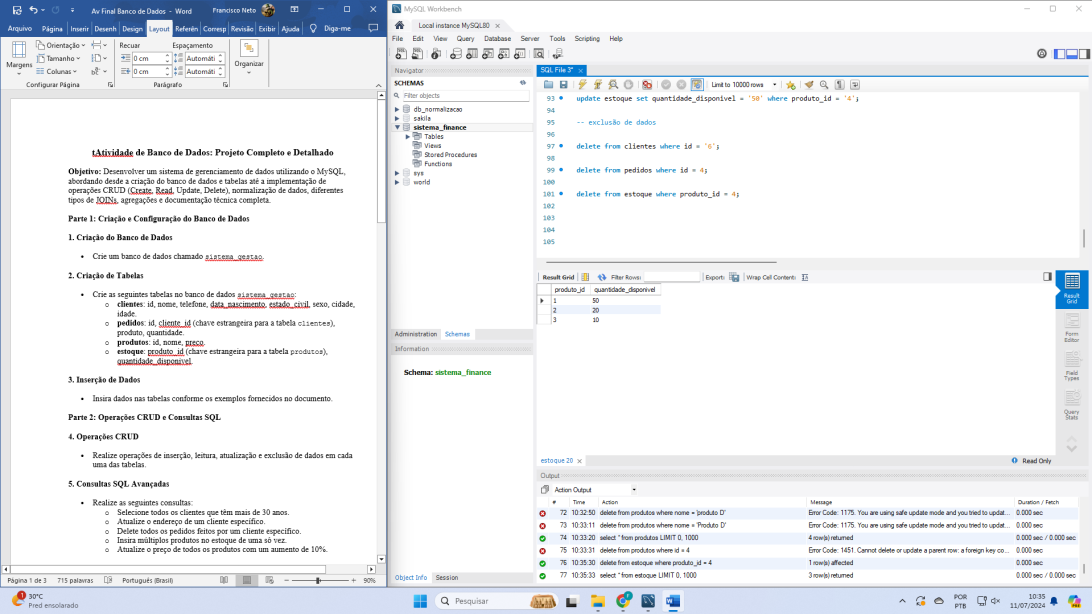 Av Final Banco de Dados - Word
Francisco Neto
Arquivo Página Inserir Desenh Design Layout Referên Corresp Revisão Exibir Ajuda Diga-me
Margens
Orientação
Tamanho
Colunas
Configurar Página
Recuar
0 cm
0 cm
Espaçamento
Automáti
Automáti
Parágrafo
Organizar
tAtividade de Banco de Dados: Projeto Completo e Detalhado
Objetivo: Desenvolver um sistema de gerenciamento de dados utilizando o MySQL,
abordando desde a criação do banco de dados e tabelas até a implementação de
operações CRUD (Create, Read, Update, Delete), normalização de dados, diferentes
tipos de JOINs, agregações e documentação técnica completa.
Parte 1: Criação e Configuração do Banco de Dados
1. Criação do Banco de Dados
• Crie um banco de dados chamado sistema_gestao.
2. Criação de Tabelas
• Crie as seguintes tabelas no banco de dados sistema_gestao:
o clientes: id, nome, telefone, data_nascimento, estado_civil, sexo, cidade,
idade.
o pedidos: id, cliente_id (chave estrangeira para a tabela clientes),
produto, quantidade.
o produtos: id, nome, preco.
o estoque: produto_id (chave estrangeira para a tabela produtos),
quantidade_disponivel.
3. Inserção de Dados
• Insira dados nas tabelas conforme os exemplos fornecidos no documento.
Parte 2: Operações CRUD e Consultas SQL
4. Operações CRUD
• Realize operações de inserção, leitura, atualização e exclusão de dados em cada
uma das tabelas.
5. Consultas SQL Avançadas
• Realize as seguintes consultas:
o Selecione todos os clientes que têm mais de 30 anos.
o Atualize o endereço de um cliente específico.
o Delete todos os pedidos feitos por um cliente específico.
o Insira múltiplos produtos no estoque de uma só vez.
o Atualize o preço de todos os produtos com um aumento de 10%.
Página 1 de 3 715 palavras Português (Brasil) 90%
MySQL Workbench
Local instance MySQL80
File Edit View Query Database Server Tools Scripting Help
Navigator
SCHEMAS
Filter objects
db_normalizacao
sakila
sistema_finance
Tables
Views
Stored Procedures
Functions
sys
world
Administration Schemas
Information
Schema: sistema_finance
Object Info Session
SQL File 3*
Limit to 10000 rows
93 update estoque set quantidade_disponivel = '50' where produto_id = '4';
94
95 -- exclusão de dados
96
97 delete from clientes where id = '6';
98
99 delete from pedidos where id = 4;
100
101 delete from estoque where produto_id = 4;
102
103
104
105
Result Grid Filter Rows: Export: Wrap Cell Content:
produto_id quantidade_disponivel
1 50
2 20
3 10
Result
Grid
Form
Editor
Field
Types
Query
Stats
estoque 20
Read Only
Output
Action Output
# Time Action Message Duration / Fetch
72 10:32:50 delete from produtos where nome = 'produto D' Error Code: 1175. You are using safe update mode and you tried to updat... 0.000 sec
73 10:33:11 delete from produtos where nome = 'Produto D' Error Code: 1175. You are using safe update mode and you tried to updat... 0.000 sec
74 10:33:20 select * from produtos LIMIT 0, 1000 4 row(s) returned 0.000 sec / 0.000 sec
75 10:33:31 delete from produtos where id = 4 Error Code: 1451. Cannot delete or update a parent row: a foreign key co... 0.000 sec
76 10:35:30 delete from estoque where produto_id = 4 1 row(s) affected 0.000 sec
77 10:35:33 select * from estoque LIMIT 0, 1000 3 row(s) returned 0.000 sec / 0.000 sec
30°C
Pred ensolarado
Pesquisar
POR
PTB
10:35
11/07/2024